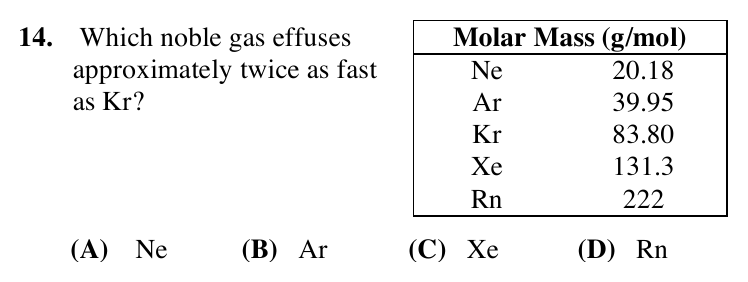 14. Which noble gas effuses
approximately twice as fast
as Kr?
Molar Mass (g/mol)
Ne 20.18
Ar 39.95
Kr 83.80
Xe 131.3
Rn 222
(A) Ne (B) Ar (C) Xe (D) Rn